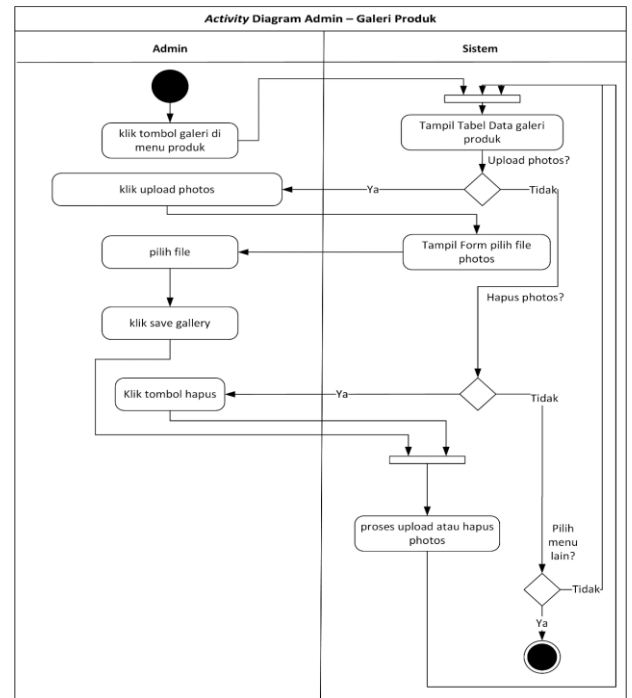 Activity Diagram Admin – Galeri Produk
Admin
Sistem
klik tombol galeri di
menu produk
Tampil Tabel Data galeri
produk
Upload photos?
klik upload photos
Ya
Tidak
pilih file
Tampil Form pilih file
photos
Hapus photos?
klik save gallery
Klik tombol hapus
Ya
Tidak
proses upload atau hapus
photos
Pilih
menu
lain?
Tidak
Ya